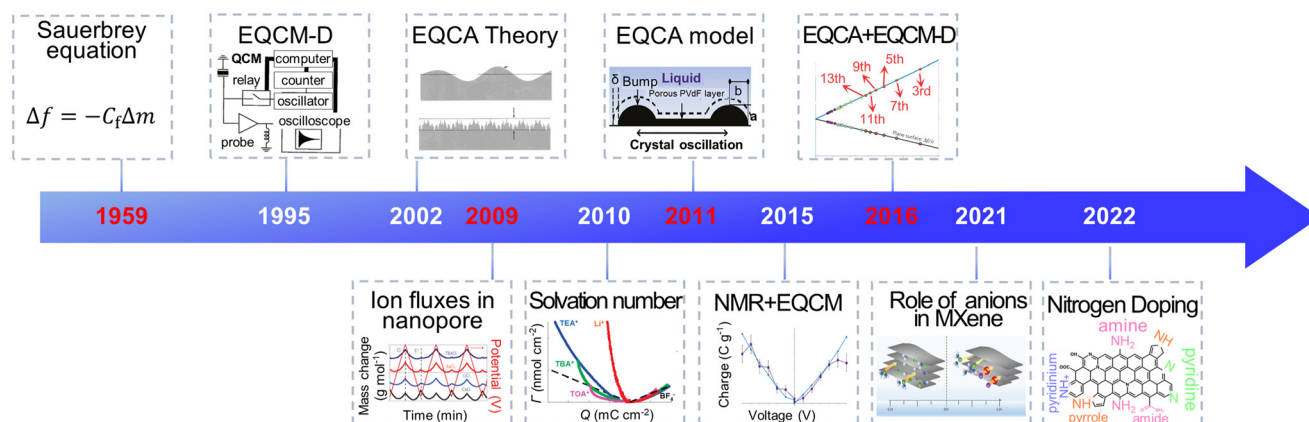 Sauerbrey
equation
Δf = −C_fΔm
EQCM-D
QCM
computer
relay
counter
oscillator
oscilloscope
probe
EQCA Theory
EQCA model
δ
Bump
Liquid
b
Porous PVdF layer
a
Crystal oscillation
EQCA+EQCM-D
5th
9th
13th
3rd
7th
11th
Plane surface, Δf/n
1959
1995
2002
2009
2010
2011
2015
2016
2021
2022
Ion fluxes in
nanopore
Mass change
(g mol⁻¹)
Potential (V)
Time (min)
Solvation number
TEA⁺
Li⁺
TBA⁺
TOA⁺
BF₄⁻
Γ (nmol cm⁻²)
Q (mC cm⁻²)
NMR+EQCM
Charge (C g⁻¹)
Voltage (V)
Role of anions
in MXene
Nitrogen Doping
amine
NH₂
NH
OH
pyridinium
NH+
pyridine
N
N
NH
pyrrole
NH₂
amide